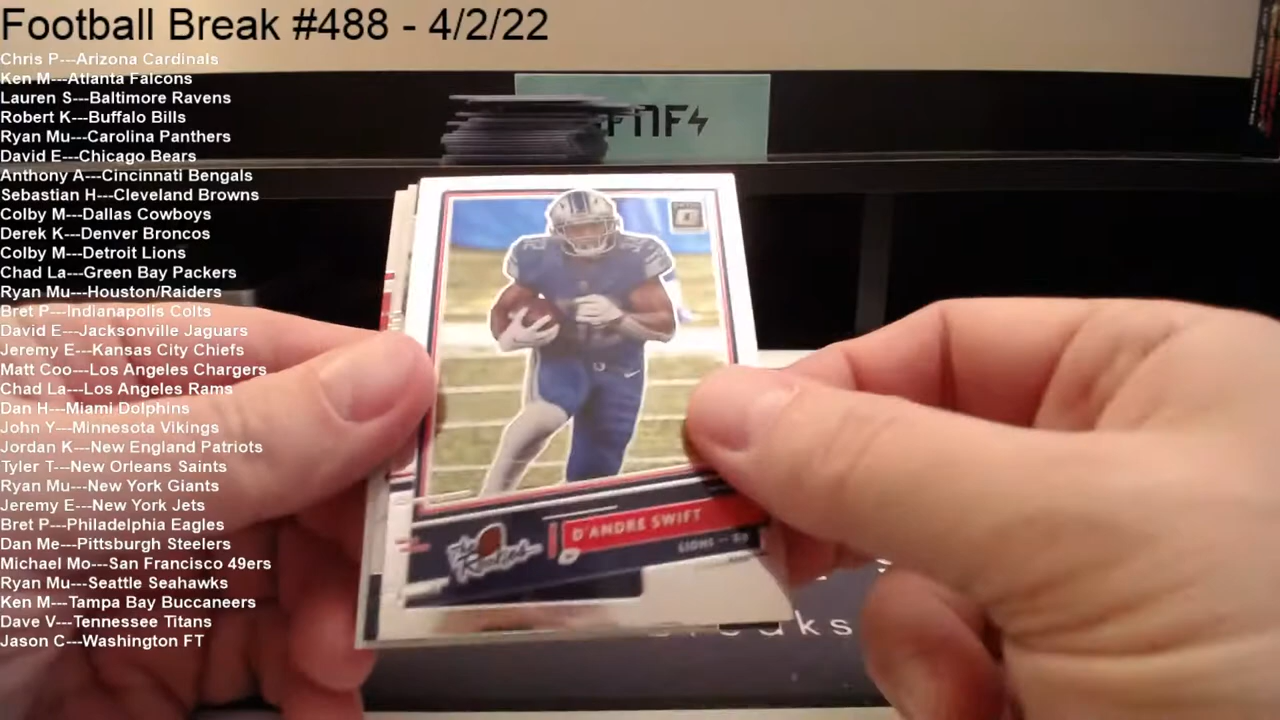 Football Break #488 - 4/2/22
Chris P---Arizona Cardinals
Ken M---Atlanta Falcons
Lauren S---Baltimore Ravens
Robert K---Buffalo Bills
Ryan Mu---Carolina Panthers
David E---Chicago Bears
Anthony A---Cincinnati Bengals
Sebastian H---Cleveland Browns
Colby M---Dallas Cowboys
Derek K---Denver Broncos
Colby M---Detroit Lions
Chad La---Green Bay Packers
Ryan Mu---Houston/Raiders
Bret P---Indianapolis Colts
David E---Jacksonville Jaguars
Jeremy E---Kansas City Chiefs
Matt Coo---Los Angeles Chargers
Chad La---Los Angeles Rams
Dan H---Miami Dolphins
John Y---Minnesota Vikings
Jordan K---New England Patriots
Tyler T---New Orleans Saints
Ryan Mu---New York Giants
Jeremy E---New York Jets
Bret P---Philadelphia Eagles
Dan Me---Pittsburgh Steelers
Michael Mo---San Francisco 49ers
Ryan Mu---Seattle Seahawks
Ken M---Tampa Bay Buccaneers
Dave V---Tennessee Titans
Jason C---Washington FT
D'ANDRE SWIFT
LIONS
The Rookies